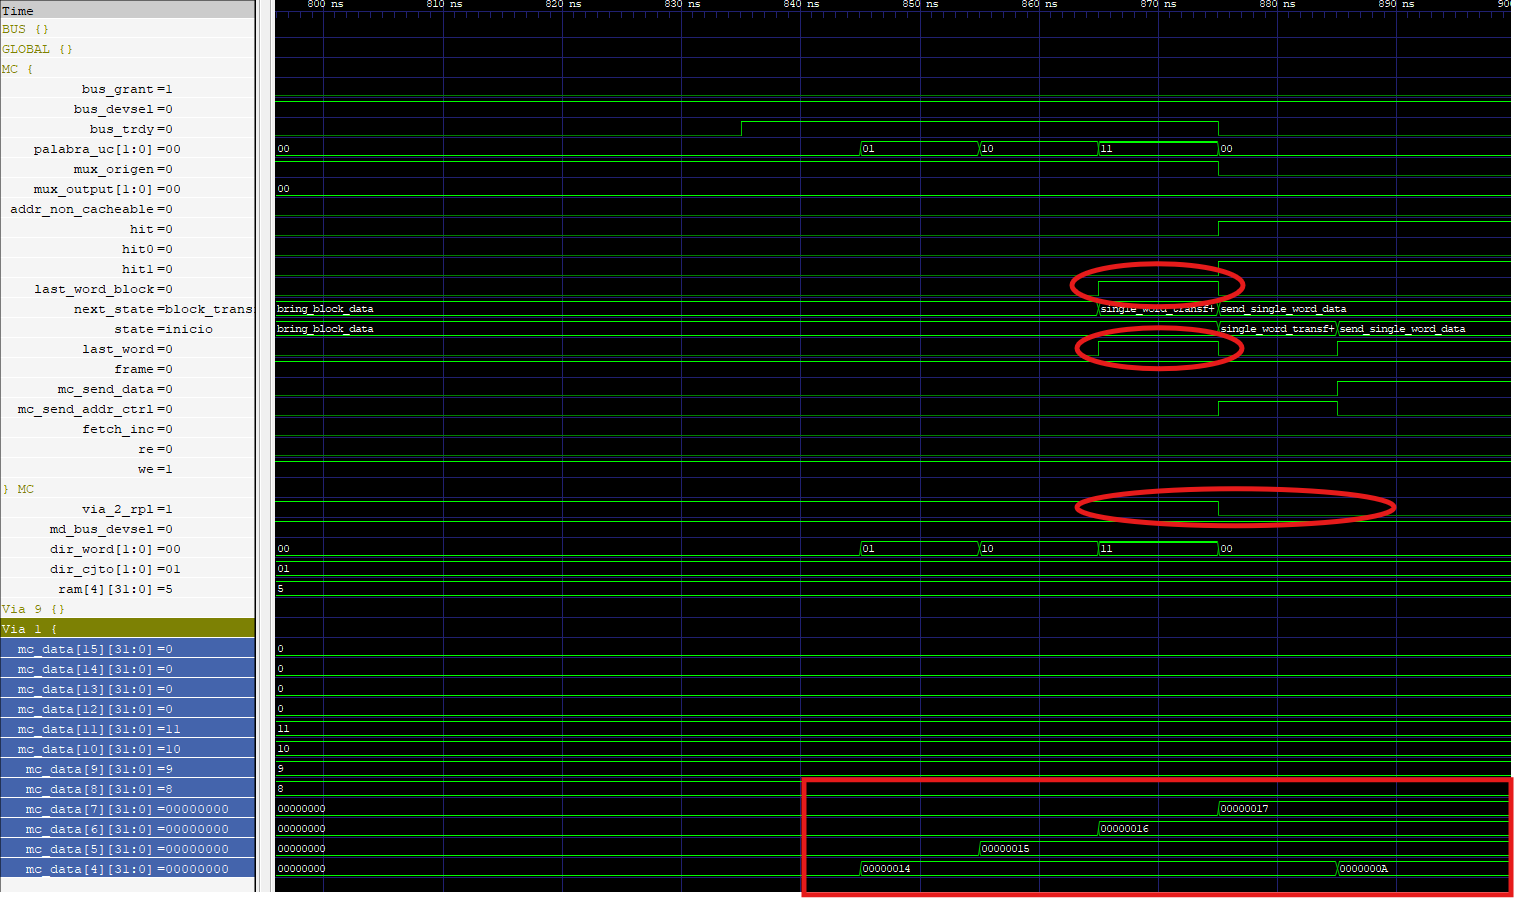 Time 800 ns 810 ns 820 ns 830 ns 840 ns 850 ns 860 ns 870 ns 880 ns 890 ns 900
BUS {}
GLOBAL {}
MC {
bus_grant=1
bus_devsel=0
bus_trdy=0
palabra_uc[1:0]=00 00 01 10 11 00
mux_origen=0
mux_output[1:0]=00 00
addr_non_cacheable=0
hit=0
hit0=0
hit1=0
last_word_block=0
next_state=block_trans bring_block_data single_word_transf+ send_single_word_data
state=inicio bring_block_data single_word_transf+ send_single_word_data
last_word=0
frame=0
mc_send_data=0
mc_send_addr_ctrl=0
fetch_inc=0
re=0
we=1
} MC
via_2_rpl=1
md_bus_devsel=0
dir_word[1:0]=00 00 01 10 11 00
dir_cjto[1:0]=01 01
ram[4][31:0]=5 5
Via 9 {}
Via 1 {
mc_data[15][31:0]=0 0
mc_data[14][31:0]=0 0
mc_data[13][31:0]=0 0
mc_data[12][31:0]=0 0
mc_data[11][31:0]=11 11
mc_data[10][31:0]=10 10
mc_data[9][31:0]=9 9
mc_data[8][31:0]=8 8
mc_data[7][31:0]=00000000 00000000 00000017
mc_data[6][31:0]=00000000 00000000 00000016
mc_data[5][31:0]=00000000 00000000 00000015
mc_data[4][31:0]=00000000 00000000 00000014 0000000A